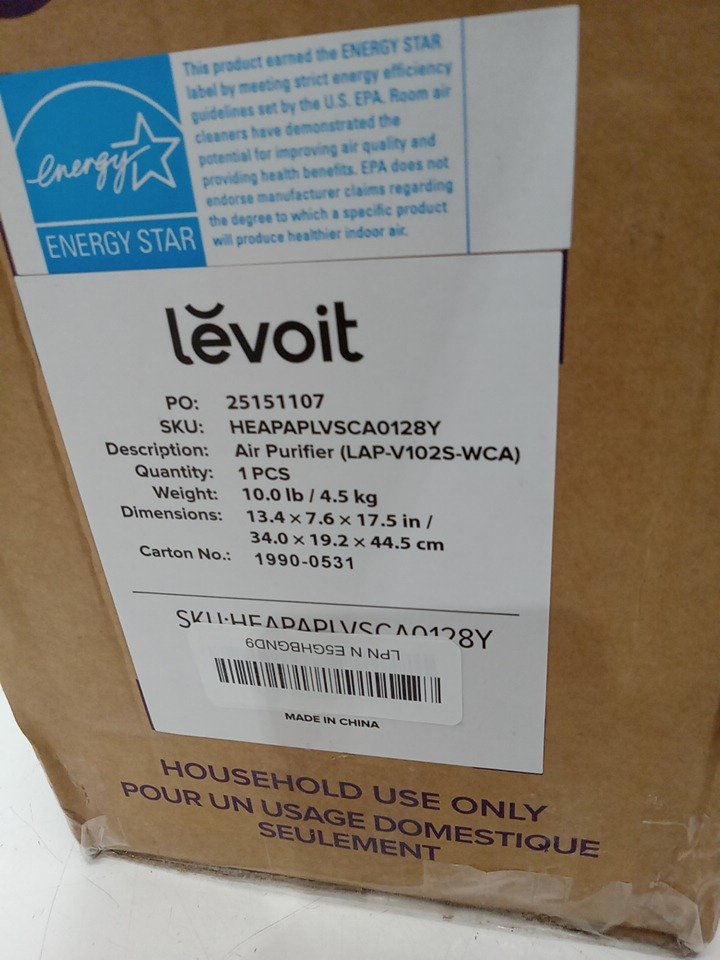 This product earned the ENERGY STAR
label by meeting strict energy efficiency
guidelines set by the U.S. EPA. Room air
cleaners have demonstrated the
potential for improving air quality and
providing health benefits. EPA does not
endorse manufacturer claims regarding
the degree to which a specific product
will produce healthier indoor air.
energy
ENERGY STAR
levoit
PO: 25151107
SKU: HEAPAPLVSCA0128Y
Description: Air Purifier (LAP-V102S-WCA)
Quantity: 1 PCS
Weight: 10.0 lb / 4.5 kg
Dimensions: 13.4 × 7.6 × 17.5 in /
34.0 × 19.2 × 44.5 cm
Carton No.: 1990-0531
SKU:HEAPAPLVSCA0128Y
LPN N E5GHBGND9
MADE IN CHINA
HOUSEHOLD USE ONLY
POUR UN USAGE DOMESTIQUE
SEULEMENT